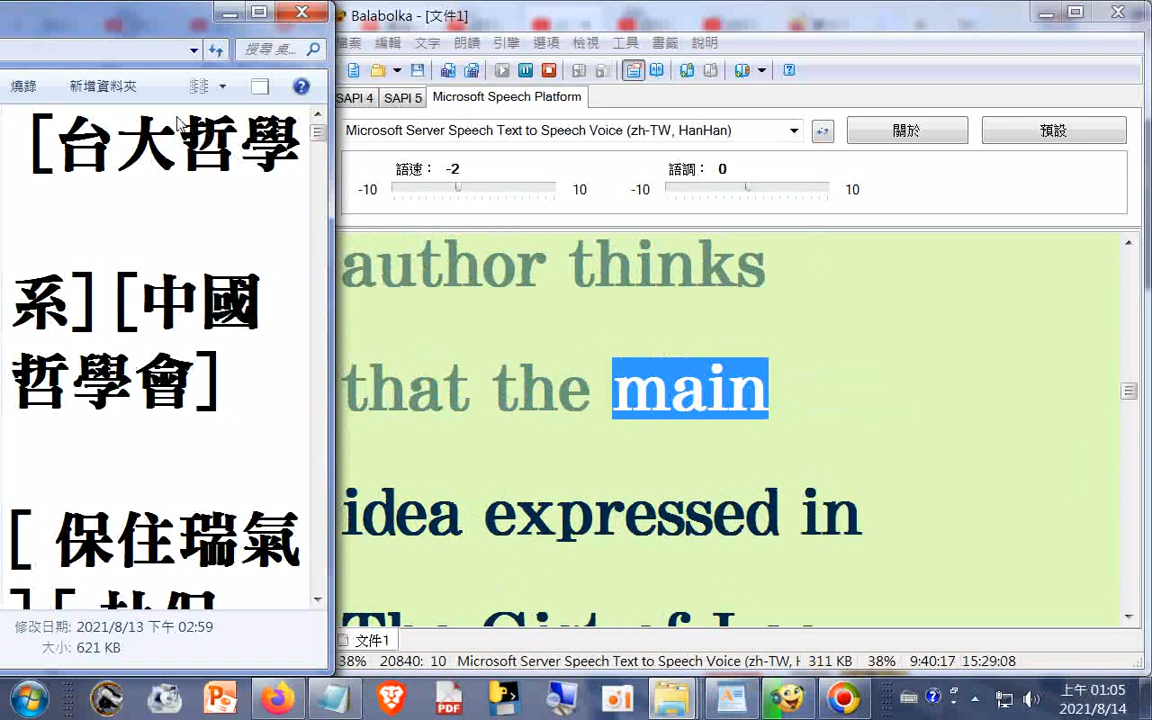 Balabolka - [文件1]
搜尋 桌...
檔案 編輯 文字 朗讀 引擎 選項 檢視 工具 書籤 說明
燒錄 新增資料夾
SAPI 4 SAPI 5 Microsoft Speech Platform
Microsoft Server Speech Text to Speech Voice (zh-TW, HanHan) 關於 預設
語速： -2 語調： 0
-10 10 -10 10
[台大哲學
系] [中國
哲學會]
[ 保住瑞氣
修改日期: 2021/8/13 下午 02:59
大小: 621 KB
author thinks
that the main
idea expressed in
文件1
38% 20840: 10 Microsoft Server Speech Text to Speech Voice (zh-TW, H 311 KB 38% 9:40:17 15:29:08
PDF
上午 01:05
2021/8/14